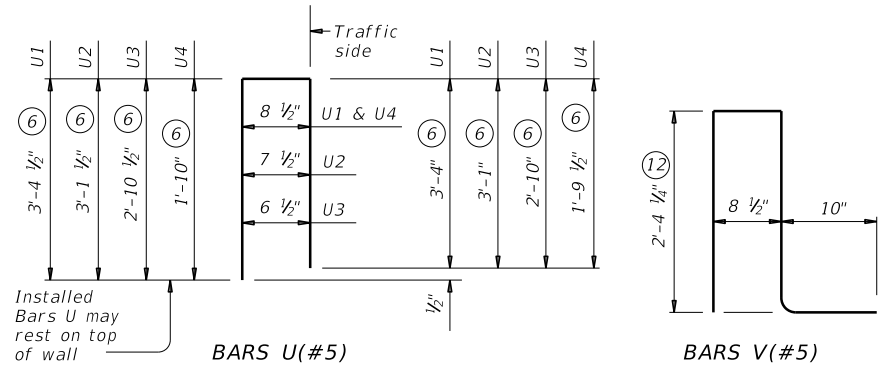 Traffic
side
U1
U2
U3
U4
U1
U2
U3
U4
6
6
6
6
3'-4 ½"
3'-1 ½"
2'-10 ½"
1'-10"
8 ½"
U1 & U4
7 ½"
U2
6 ½"
U3
6
6
6
6
3'-4"
3'-1"
2'-10"
1'-9 ½"
½"
Installed
Bars U may
rest on top
of wall
BARS U(#5)
12
2'-4 ¼"
8 ½"
10"
BARS V(#5)